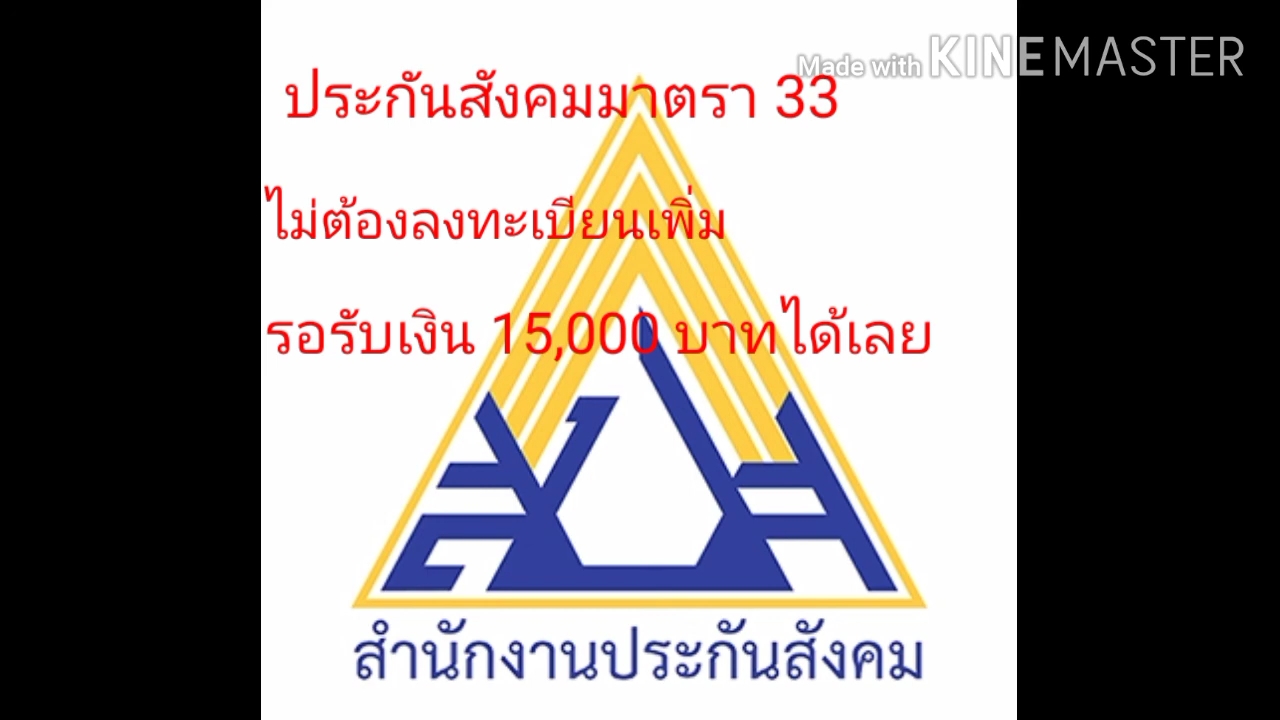 Made with KINEMASTER
ประกันสังคมมาตรา 33
ไม่ต้องลงทะเบียนเพิ่ม
รอรับเงิน 15,000 บาทได้เลย
สำนักงานประกันสังคม